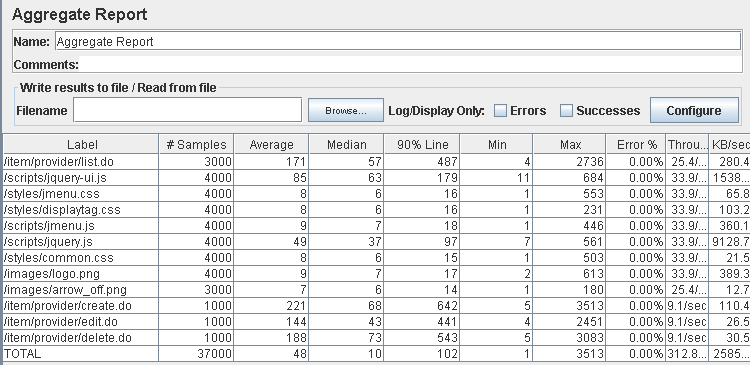 Aggregate Report
Name: Aggregate Report
Comments:
Write results to file / Read from file
Filename Browse... Log/Display Only: Errors Successes Configure
Label # Samples Average Median 90% Line Min Max Error % Throu... KB/sec
/item/provider/list.do 3000 171 57 487 4 2736 0.00% 25.4/... 280.4
/scripts/jquery-ui.js 4000 85 63 179 11 684 0.00% 33.9/... 1538...
/styles/jmenu.css 4000 8 6 16 1 553 0.00% 33.9/... 65.8
/styles/displaytag.css 4000 8 6 16 1 231 0.00% 33.9/... 103.2
/scripts/jmenu.js 4000 9 7 18 1 446 0.00% 33.9/... 360.1
/scripts/jquery.js 4000 49 37 97 7 561 0.00% 33.9/... 9128.7
/styles/common.css 4000 8 6 15 1 503 0.00% 33.9/... 21.5
/images/logo.png 4000 9 7 17 2 613 0.00% 33.9/... 389.3
/images/arrow_off.png 3000 7 6 14 1 180 0.00% 25.4/... 12.7
/item/provider/create.do 1000 221 68 642 5 3513 0.00% 9.1/sec 110.4
/item/provider/edit.do 1000 144 43 441 4 2451 0.00% 9.1/sec 26.5
/item/provider/delete.do 1000 188 73 543 5 3083 0.00% 9.1/sec 30.5
TOTAL 37000 48 10 102 1 3513 0.00% 312.8... 2585...